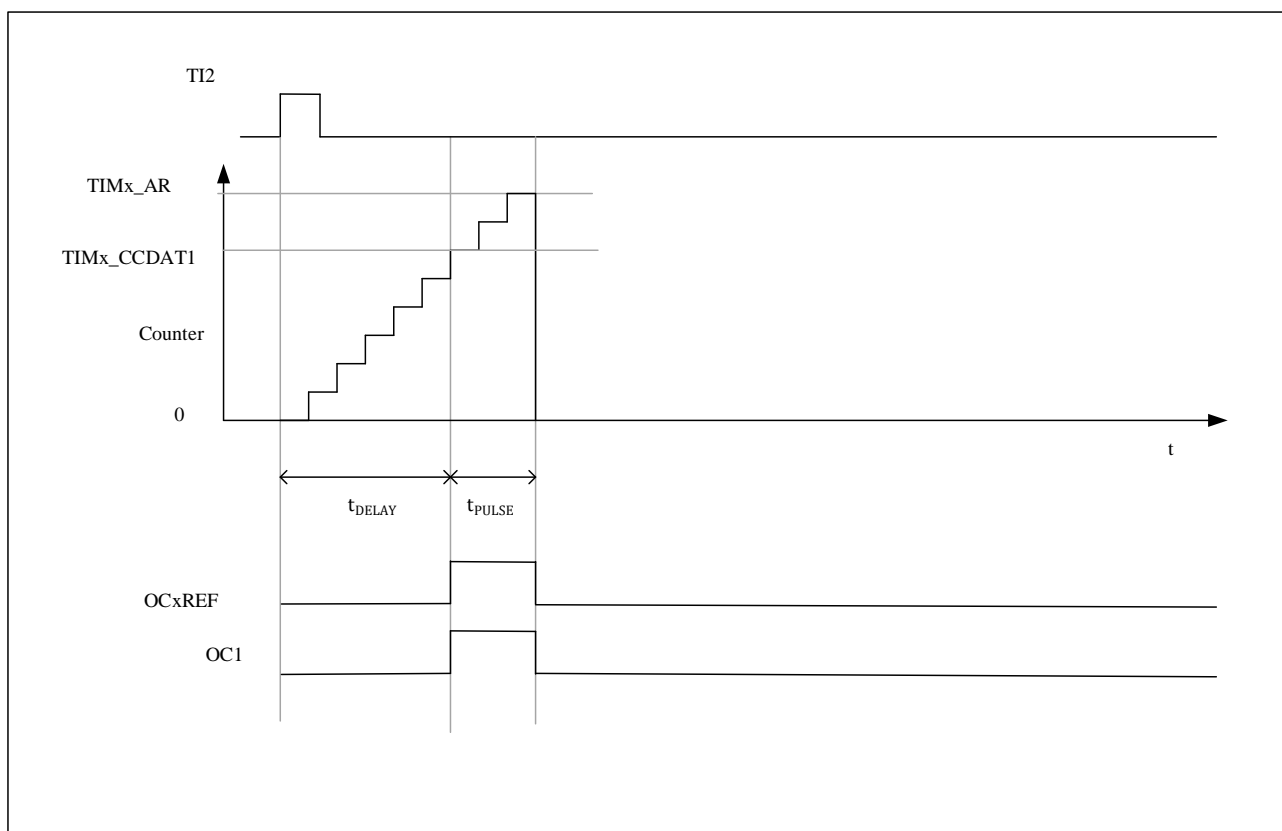 TI2
TIMx_AR
TIMx_CCDAT1
Counter
0
t
tDELAY
tPULSE
OCxREF
OC1